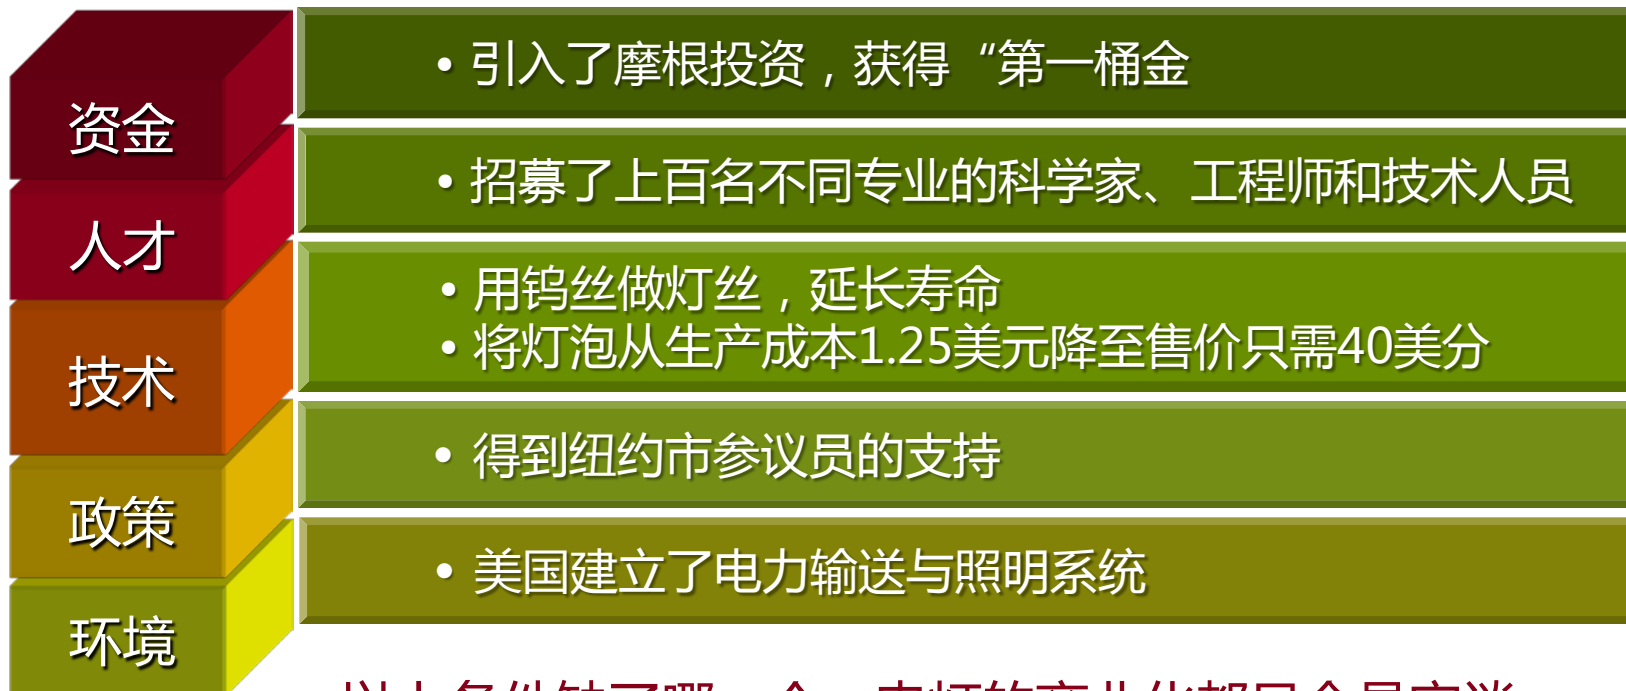 资金
• 引入了摩根投资，获得“第一桶金
人才
• 招募了上百名不同专业的科学家、工程师和技术人员
技术
• 用钨丝做灯丝，延长寿命
• 将灯泡从生产成本1.25美元降至售价只需40美分
政策
• 得到纽约市参议员的支持
环境
• 美国建立了电力输送与照明系统